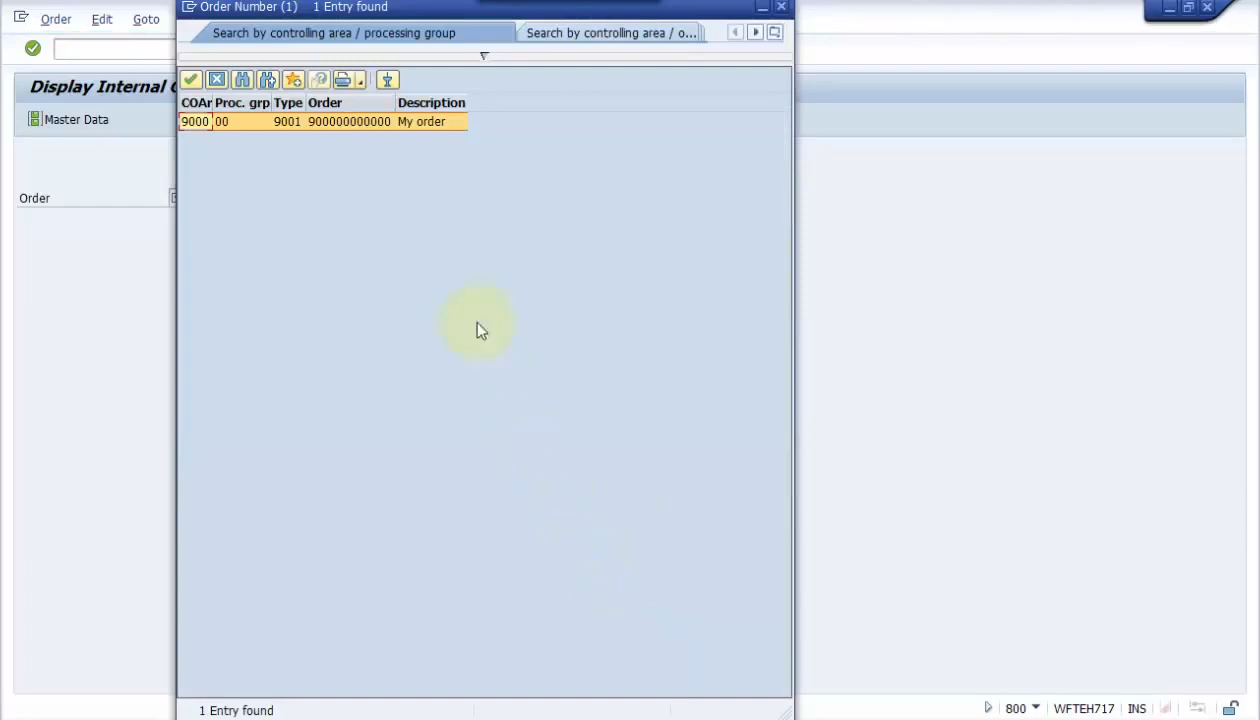 Order Number (1) 1 Entry found
Order Edit Goto
Search by controlling area / processing group
Search by controlling area / o...
Display Internal
Master Data
COAr Proc. grp Type Order Description
9000 00 9001 900000000000 My order
Order
1 Entry found
800 WFTEH717 INS